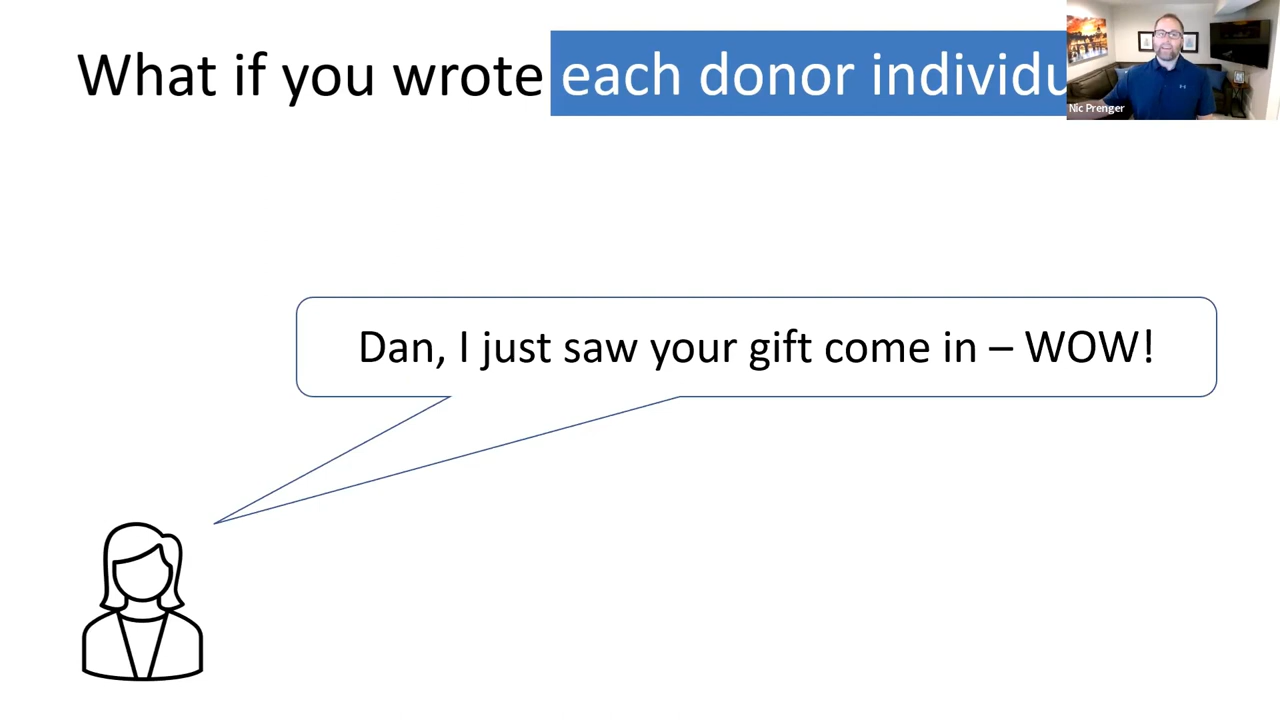 What if you wrote each donor individu
Nic Prenger
Dan, I just saw your gift come in – WOW!